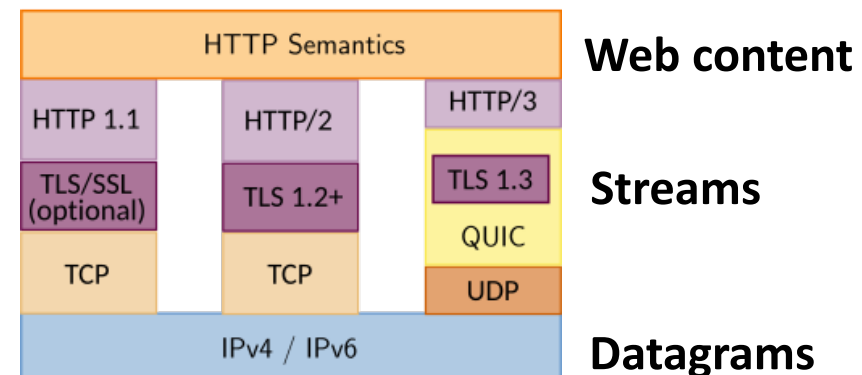 HTTP Semantics
Web content
HTTP 1.1
HTTP/2
HTTP/3
TLS/SSL
(optional)
TLS 1.2+
TLS 1.3
Streams
QUIC
TCP
TCP
UDP
IPv4 / IPv6
Datagrams